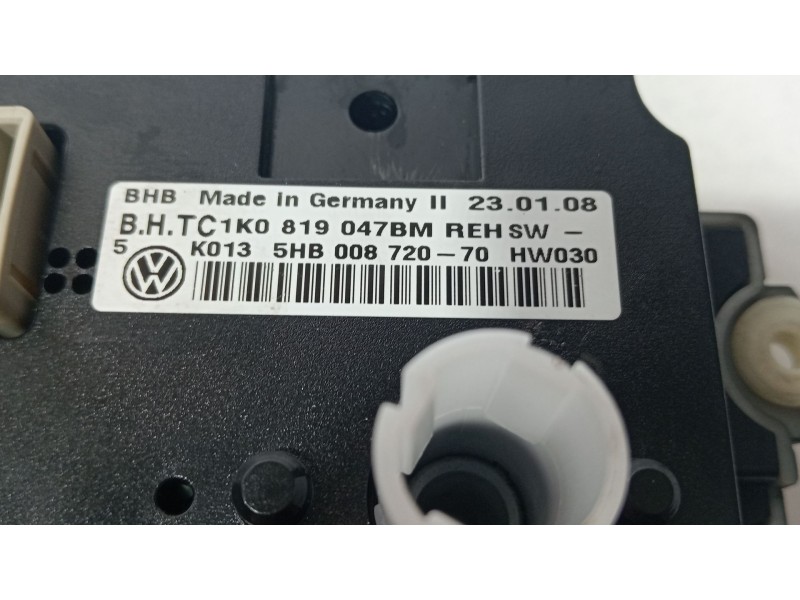 BHB Made in Germany II 23.01.08
B.H.TC1K0 819 047BM REH SW -
5 K013 5HB 008 720-70 HW030